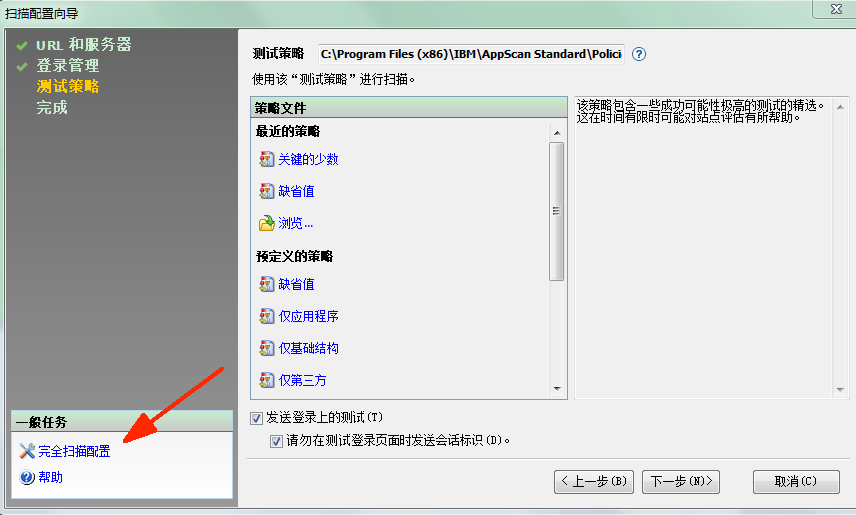 扫描配置向导
URL 和服务器
登录管理
测试策略
完成
测试策略 C:\Program Files (x86)\IBM\AppScan Standard\Polici
使用该“测试策略”进行扫描。
策略文件
最近的策略
关键的少数
缺省值
浏览...
预定义的策略
缺省值
仅应用程序
仅基础结构
仅第三方
该策略包含一些成功可能性极高的测试的精选。
这在时间有限时可能对站点评估有所帮助。
发送登录上的测试(T)
请勿在测试登录页面时发送会话标识(D)。
一般任务
完全扫描配置
帮助
< 上一步(B)
下一步(N)>
取消(C)